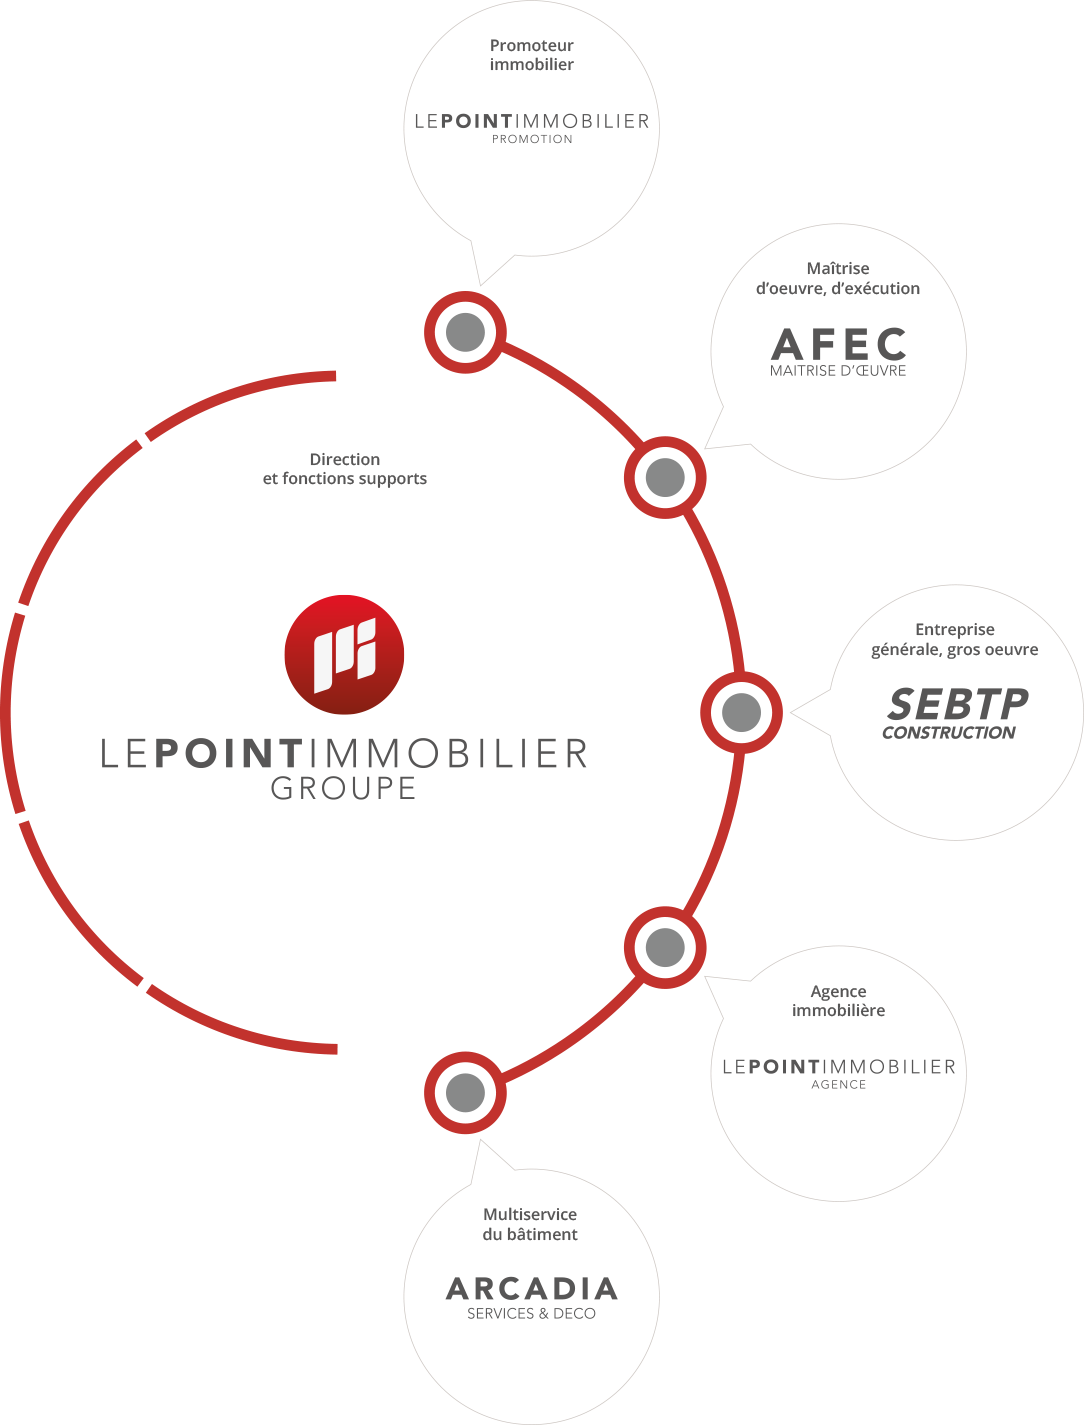 Promoteur
immobilier
LEPOINTIMMOBILIER
PROMOTION
Maîtrise
d’oeuvre, d’exécution
AFEC
MAITRISE D’ŒUVRE
Direction
et fonctions supports
LEPOINTIMMOBILIER
GROUPE
Entreprise
générale, gros oeuvre
SEBTP
CONSTRUCTION
Agence
immobilière
LEPOINTIMMOBILIER
AGENCE
Multiservice
du bâtiment
ARCADIA
SERVICES & DECO